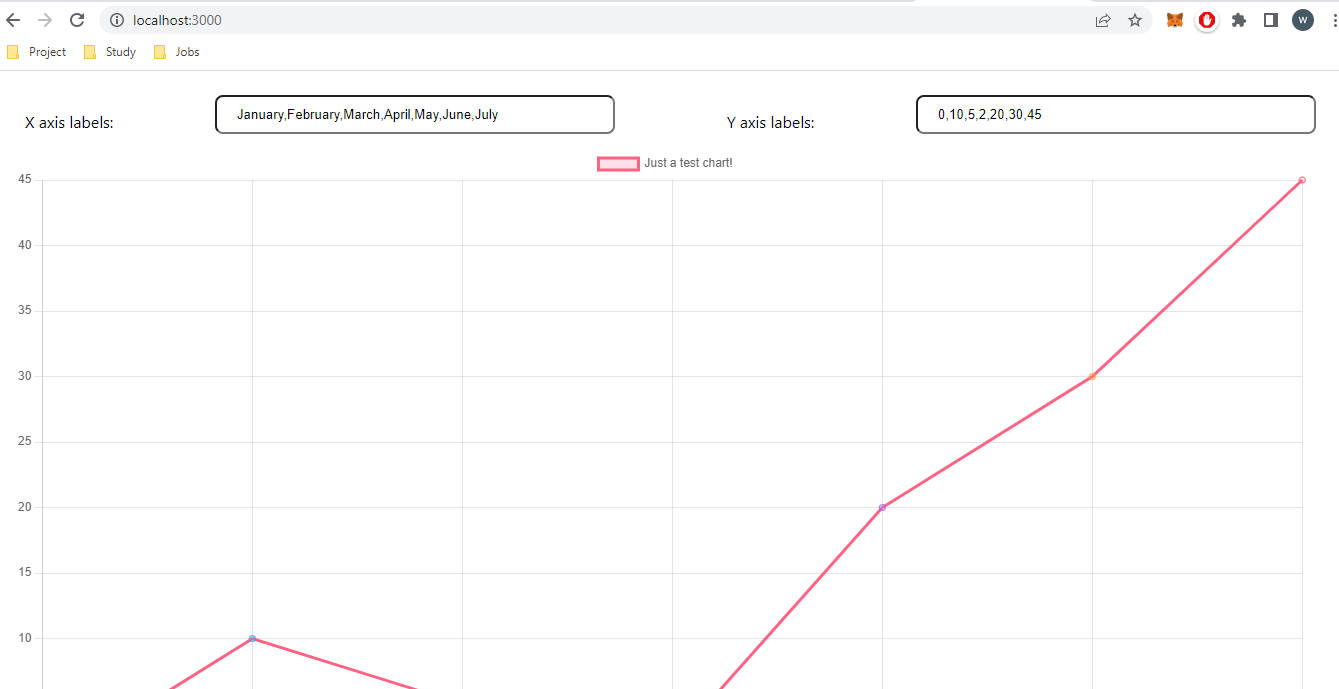 localhost:3000
W
Project Study Jobs
X axis labels: January,February,March,April,May,June,July Y axis labels: 0,10,5,2,20,30,45
Just a test chart!
45
40
35
30
25
20
15
10